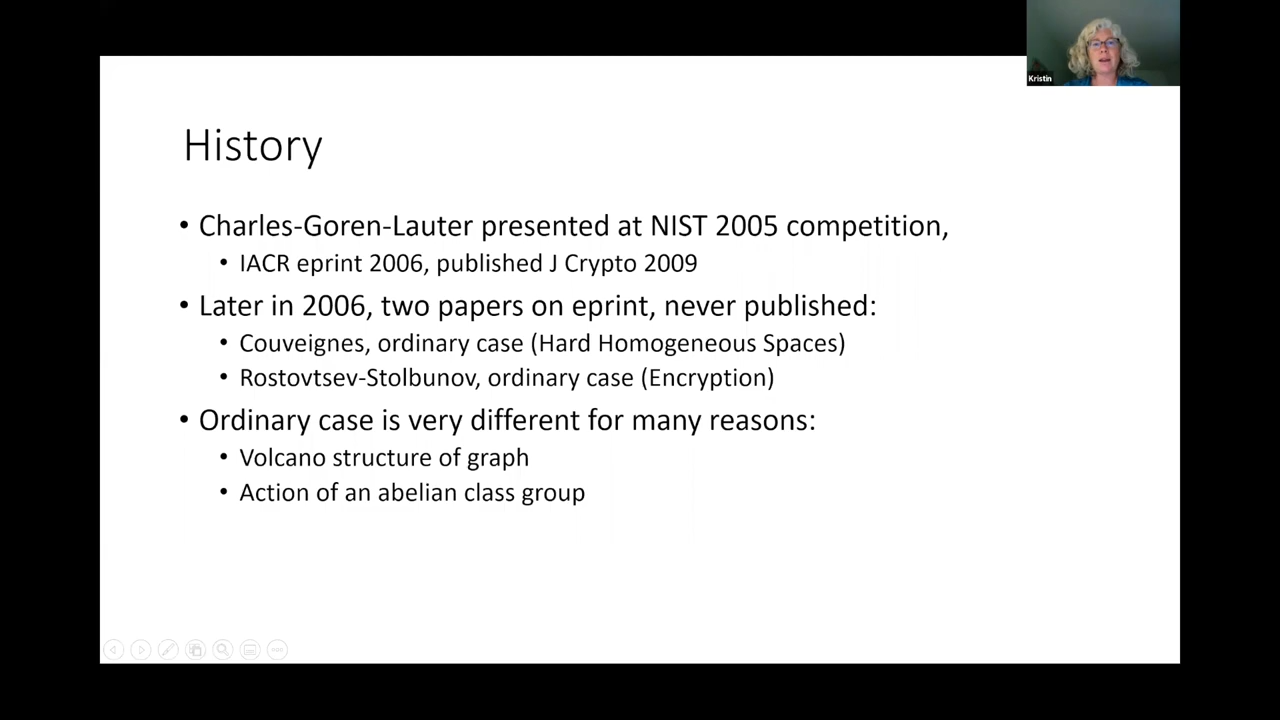 Kristin
History
• Charles-Goren-Lauter presented at NIST 2005 competition,
• IACR eprint 2006, published J Crypto 2009
• Later in 2006, two papers on eprint, never published:
• Couveignes, ordinary case (Hard Homogeneous Spaces)
• Rostovtsev-Stolbunov, ordinary case (Encryption)
• Ordinary case is very different for many reasons:
• Volcano structure of graph
• Action of an abelian class group